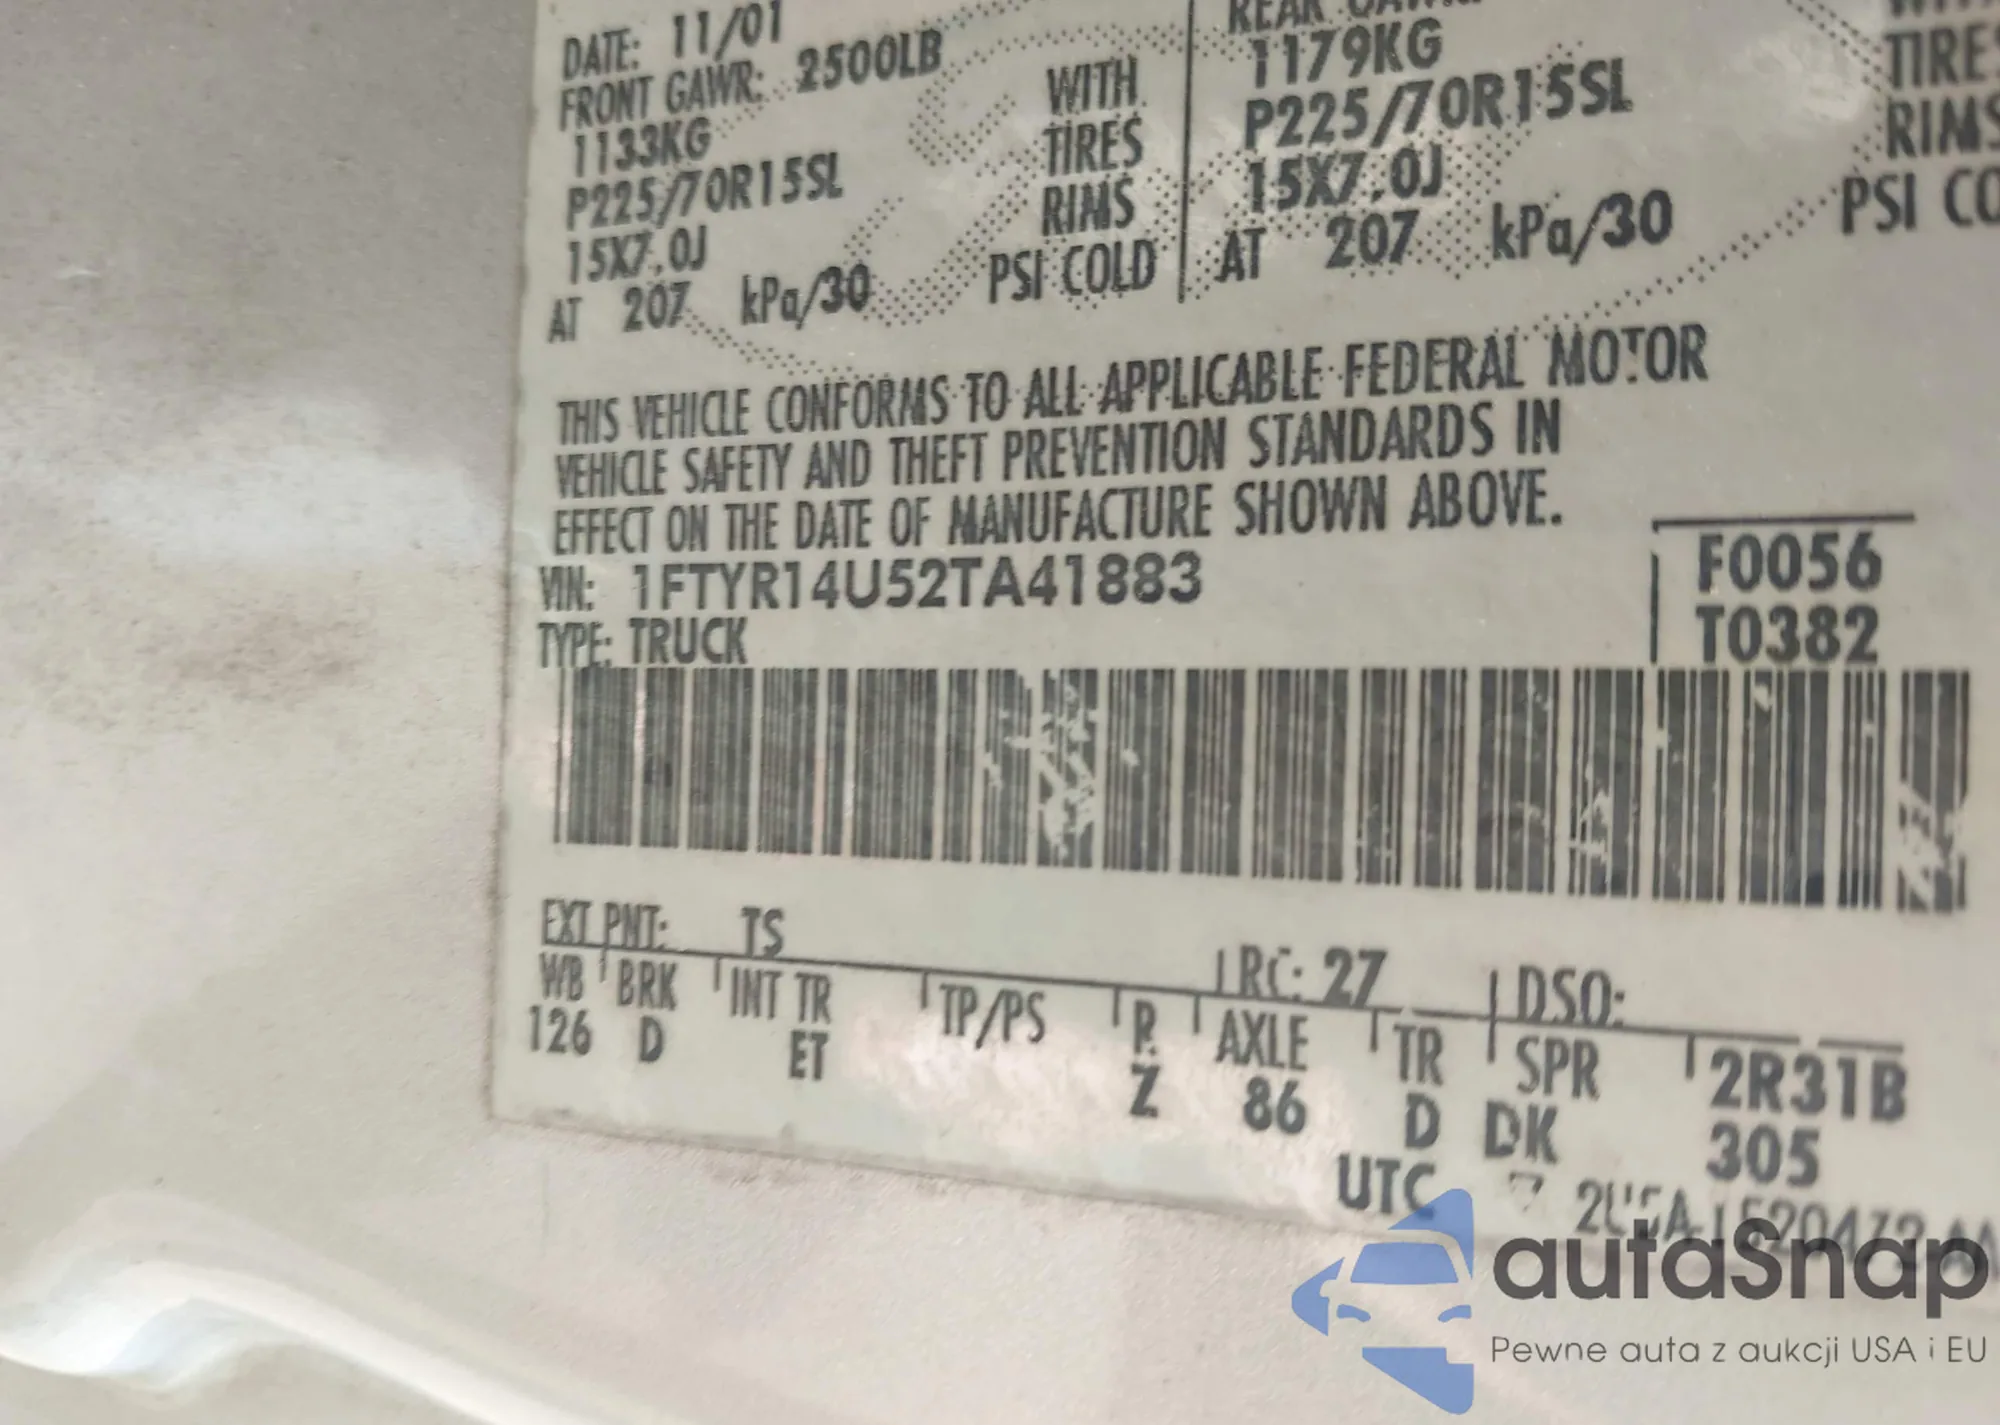 DATE: 11/01
FRONT GAWR: 2500LB
1133KG WITH
P225/70R15SL TIRES
15X7.0J RIMS
AT 207 kPa/30 PSI COLD
REAR
1179KG
P225/70R15SL TIRES
15X7.0J RIMS
AT 207 kPa/30 PSI
THIS VEHICLE CONFORMS TO ALL APPLICABLE FEDERAL MOTOR
VEHICLE SAFETY AND THEFT PREVENTION STANDARDS IN
EFFECT ON THE DATE OF MANUFACTURE SHOWN ABOVE.
VIN: 1FTYR14U52TA41883
TYPE: TRUCK
F0056
T0382
EXT PNT: TS RC: 27 DSO:
WB BRK INT TR TP/PS R AXLE TR SPR 2R31B
126 D ET Z 86 D DK 305
UTC
autaSnap
Pewne auta z aukcji USA i EU